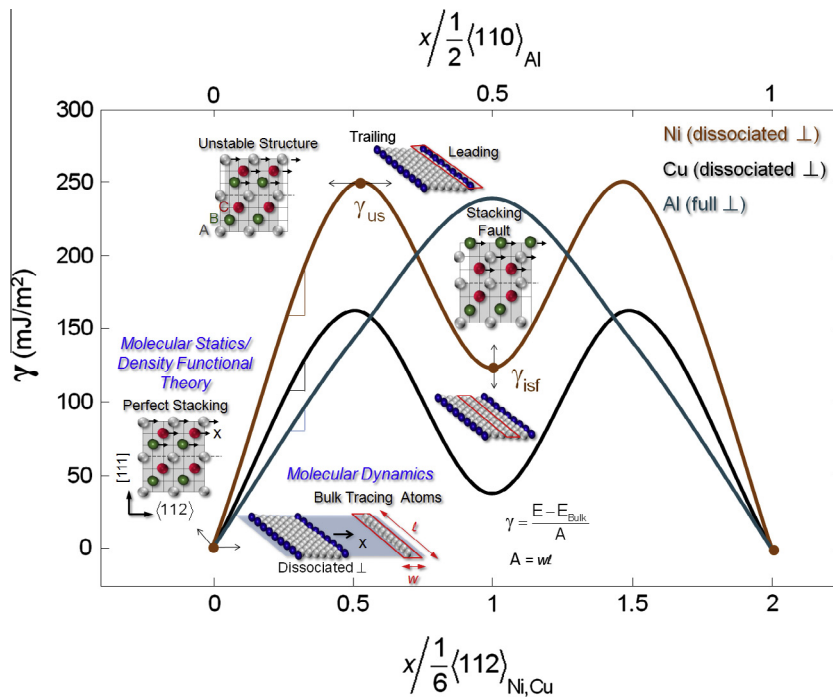 x/1/2⟨110⟩Al
0 0.5 1
300
250
200
150
100
50
0
γ (mJ/m²)
Unstable Structure
C
B
A
Trailing
Leading
Ni (dissociated ⊥)
Cu (dissociated ⊥)
Al (full ⊥)
γus
Stacking
Fault
γisf
Molecular Statics/
Density Functional
Theory
Perfect Stacking
x
[111]
⟨112⟩
Molecular Dynamics
Bulk Tracing Atoms
x
ℓ
w
Dissociated ⊥
γ = E − EBulk / A
A = wℓ
0 0.5 1 1.5 2
x/1/6⟨112⟩Ni,Cu